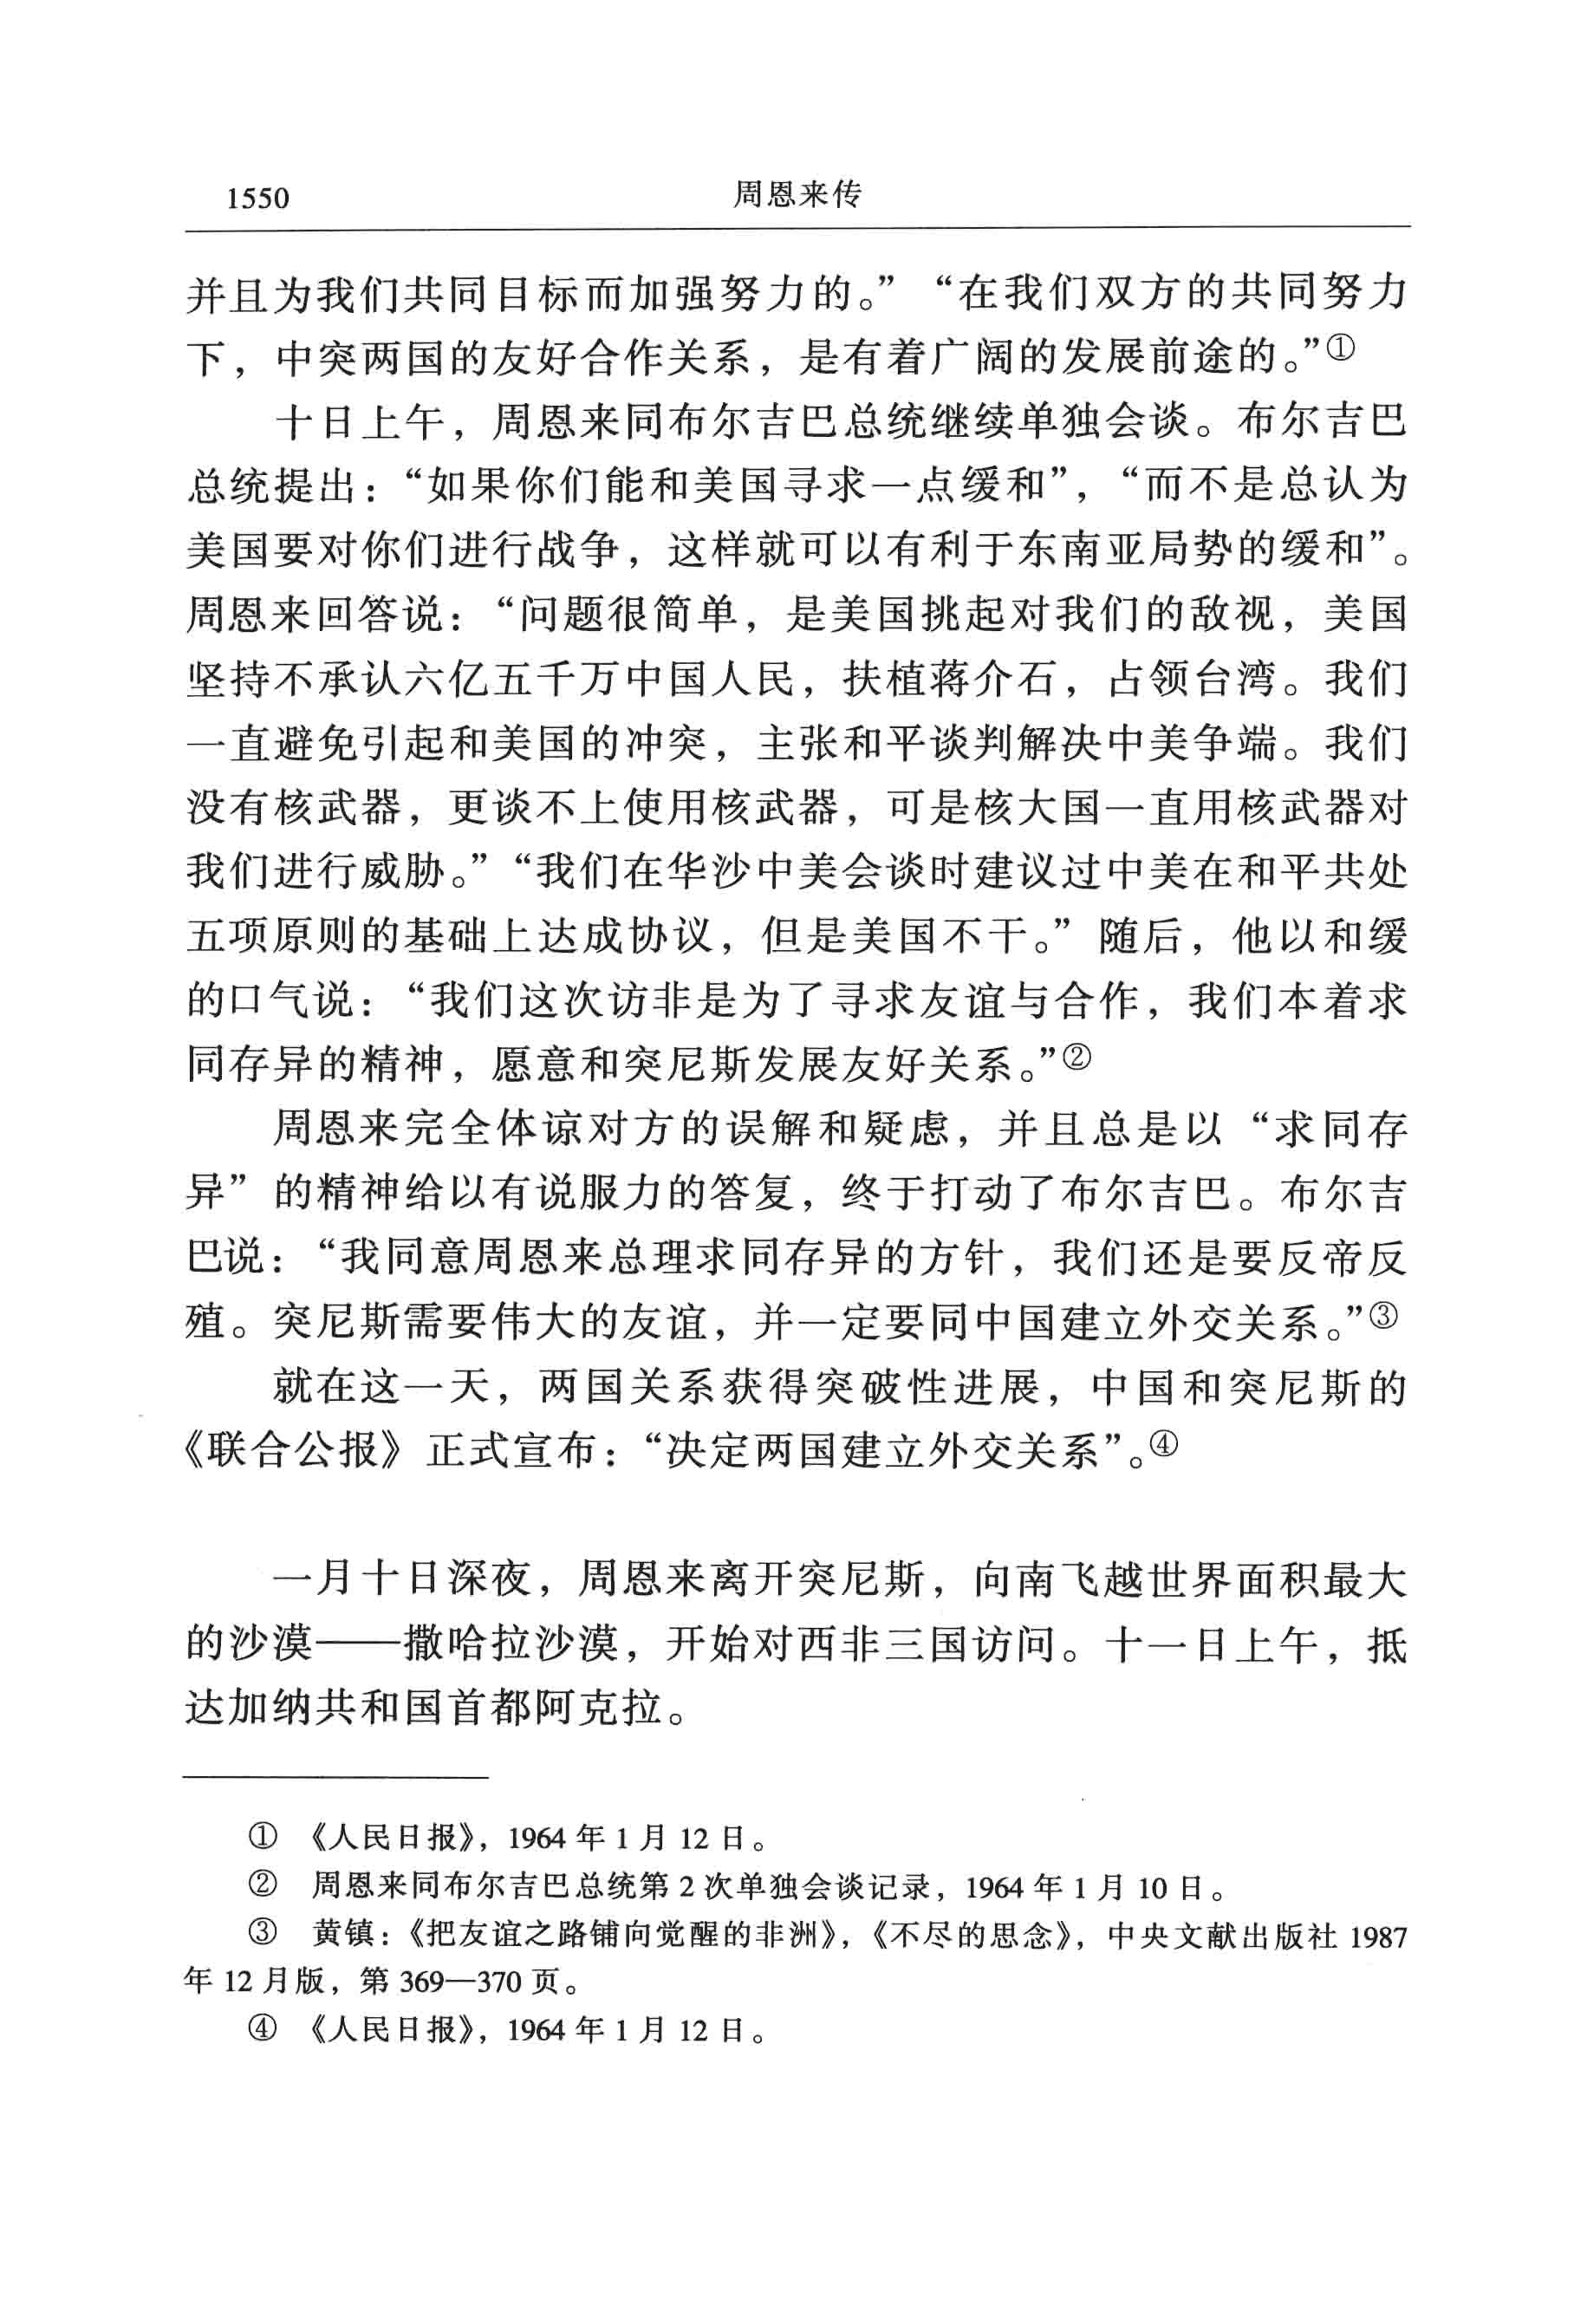 1550
周恩来传
并且为我们共同目标而加强努力的。”“在我们双方的共同努力
下，中突两国的友好合作关系，是有着广阔的发展前途的。”①
十日上午，周恩来同布尔吉巴总统继续单独会谈。布尔吉巴
总统提出：“如果你们能和美国寻求一点缓和”，“而不是总认为
美国要对你们进行战争，这样就可以有利于东南亚局势的缓和”。
周恩来回答说：“问题很简单，是美国挑起对我们的敌视，美国
坚持不承认六亿五千万中国人民，扶植蒋介石，占领台湾。我们
一直避免引起和美国的冲突，主张和平谈判解决中美争端。我们
没有核武器，更谈不上使用核武器，可是核大国一直用核武器对
我们进行威胁。”“我们在华沙中美会谈时建议过中美在和平共处
五项原则的基础上达成协议，但是美国不干。”随后，他以和缓
的口气说：“我们这次访非是为了寻求友谊与合作，我们本着求
同存异的精神，愿意和突尼斯发展友好关系。”②
周恩来完全体谅对方的误解和疑虑，并且总是以“求同存
异”的精神给以有说服力的答复，终于打动了布尔吉巴。布尔吉
巴说：“我同意周恩来总理求同存异的方针，我们还是要反帝反
殖。突尼斯需要伟大的友谊，并一定要同中国建立外交关系。”③
就在这一天，两国关系获得突破性进展，中国和突尼斯的
《联合公报》正式宣布：“决定两国建立外交关系”。④
一月十日深夜，周恩来离开突尼斯，向南飞越世界面积最大
的沙漠——撒哈拉沙漠，开始对西非三国访问。十一日上午，抵
达加纳共和国首都阿克拉。
① 《人民日报》，1964 年 1 月 12 日。
② 周恩来同布尔吉巴总统第 2 次单独会谈记录，1964 年 1 月 10 日。
③ 黄镇：《把友谊之路铺向觉醒的非洲》，《不尽的思念》，中央文献出版社 1987
年 12 月版，第 369—370 页。
④ 《人民日报》，1964 年 1 月 12 日。